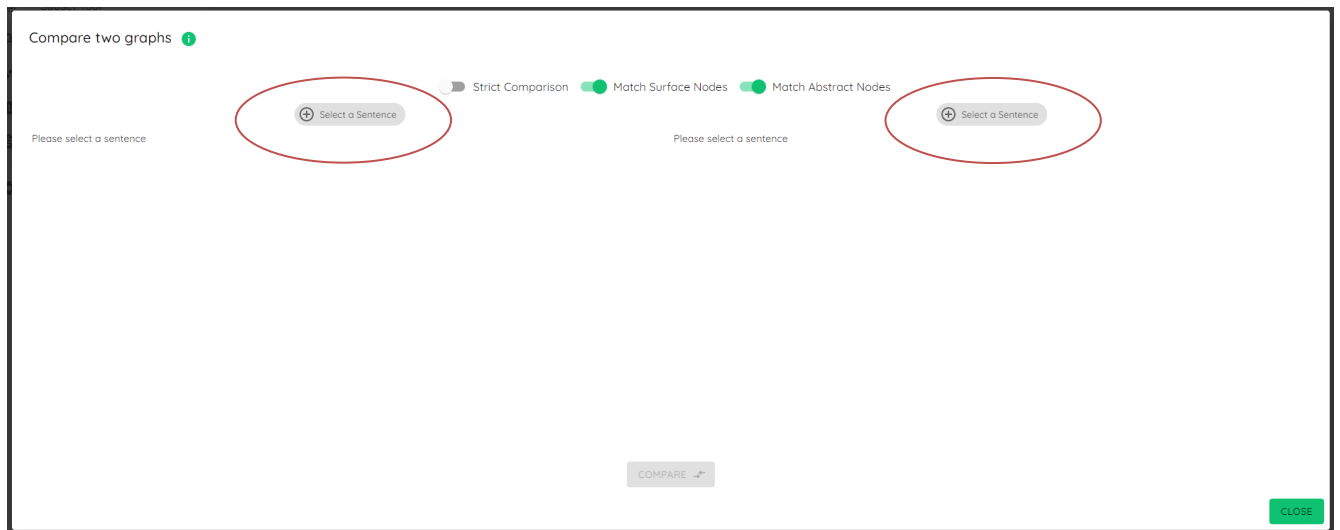 Compare two graphs
Strict Comparison Match Surface Nodes Match Abstract Nodes
Select a Sentence Select a Sentence
Please select a sentence Please select a sentence
COMPARE
CLOSE